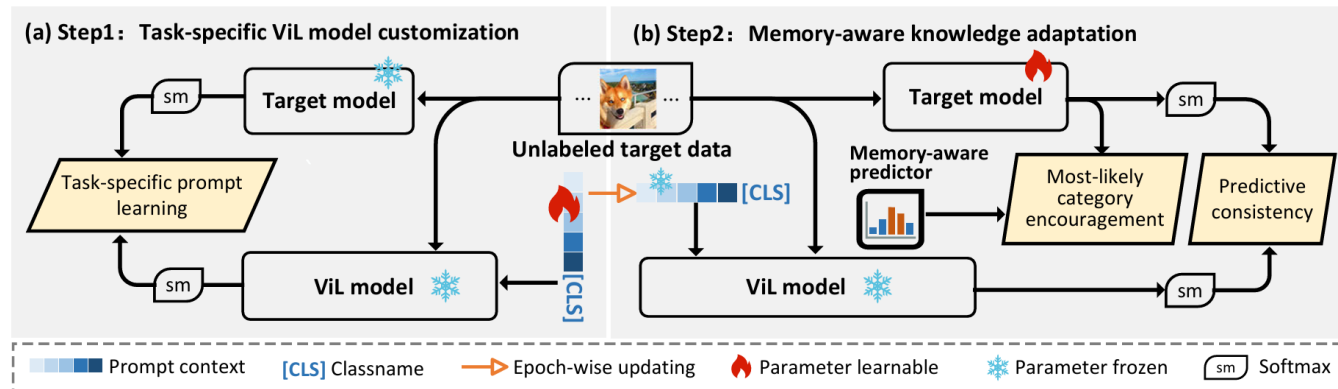 (a) Step1：Task-specific ViL model customization
Target model
sm
Task-specific prompt
learning
sm
ViL model
... ...
Unlabeled target data
[CLS]
[CLS]
(b) Step2：Memory-aware knowledge adaptation
Target model
sm
Memory-aware
predictor
Most-likely
category
encouragement
Predictive
consistency
ViL model
sm
Prompt context
[CLS] Classname
Epoch-wise updating
Parameter learnable
Parameter frozen
sm Softmax